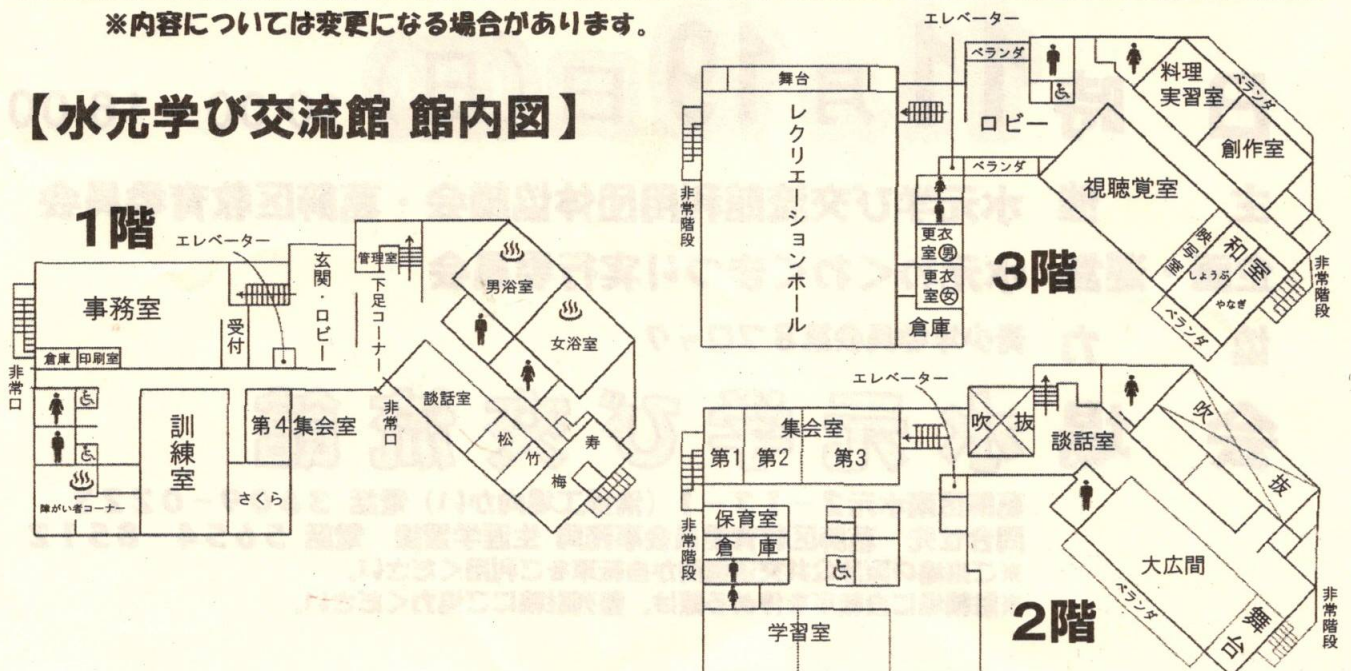 ※内容については変更になる場合があります。
【水元学び交流館 館内図】
1階
エレベーター
事務室
受付
玄関・ロビー
管理室
下足コーナー
男浴室
女浴室
倉庫
印刷室
非常口
訓練室
第4集会室
さくら
障がい者コーナー
非常口
談話室
松
竹
梅
寿
エレベーター
舞台
レクリエーションホール
非常階段
ベランダ
ロビー
料理実習室
ベランダ
創作室
ベランダ
視聴覚室
更衣室男
更衣室女
倉庫
3階
映写室
和室
しょうぶ
やなぎ
ベランダ
非常階段
エレベーター
集会室
第1 第2 第3
吹抜
談話室
吹抜
非常階段
保育室
倉庫
学習室
大広間
ベランダ
舞台
2階
非常階段